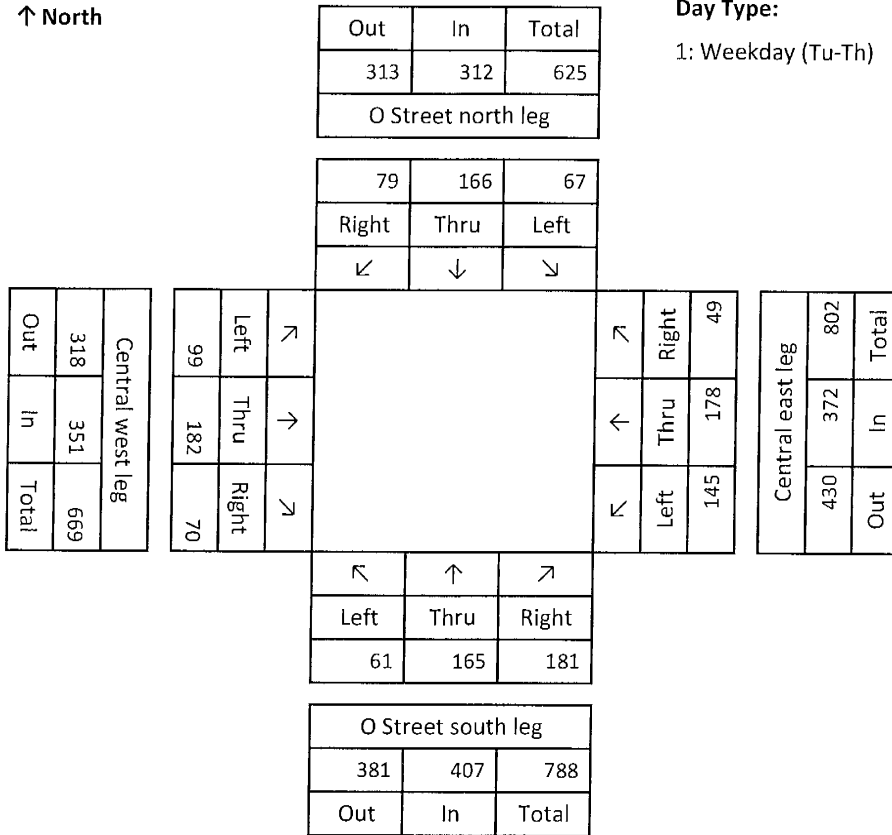 ↑ North
Day Type:
1: Weekday (Tu-Th)
Out In Total
313 312 625
O Street north leg
79 166 67
Right Thru Left
↙ ↓ ↘
Out In Total
318 351 669
Central west leg
99 182 70
Left Thru Right
↗ → ↘
↖ ← ↙
Right Thru Left
49 178 145
Central east leg
802 372 430
Total In Out
↖ ↑ ↗
Left Thru Right
61 165 181
O Street south leg
381 407 788
Out In Total